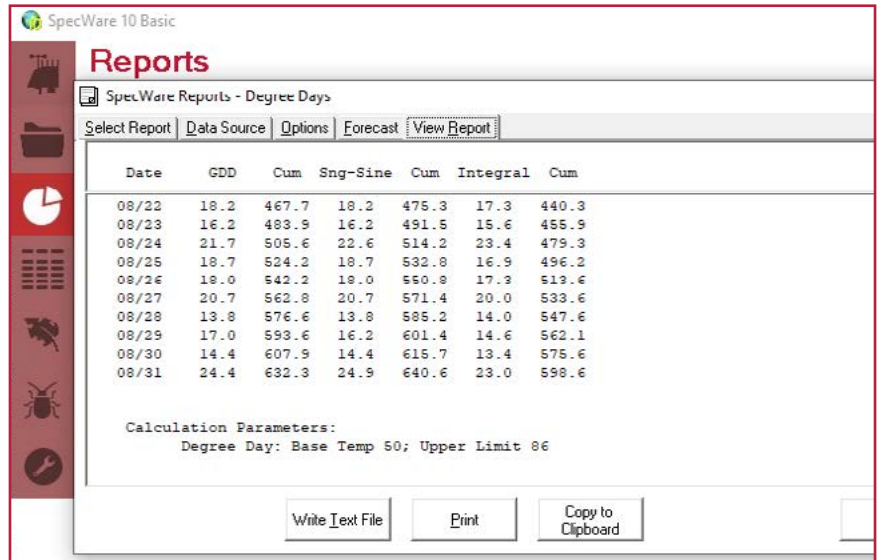 SpecWare 10 Basic
Reports
SpecWare Reports - Degree Days
Select Report Data Source Options Forecast View Report
Date GDD Cum Sng-Sine Cum Integral Cum
08/22 18.2 467.7 18.2 475.3 17.3 440.3
08/23 16.2 483.9 16.2 491.5 15.6 455.9
08/24 21.7 505.6 22.6 514.2 23.4 479.3
08/25 18.7 524.2 18.7 532.8 16.9 496.2
08/26 18.0 542.2 18.0 550.8 17.3 513.6
08/27 20.7 562.8 20.7 571.4 20.0 533.6
08/28 13.8 576.6 13.8 585.2 14.0 547.6
08/29 17.0 593.6 16.2 601.4 14.6 562.1
08/30 14.4 607.9 14.4 615.7 13.4 575.6
08/31 24.4 632.3 24.9 640.6 23.0 598.6
Calculation Parameters:
Degree Day: Base Temp 50; Upper Limit 86
Write Text File Print Copy to
Clipboard